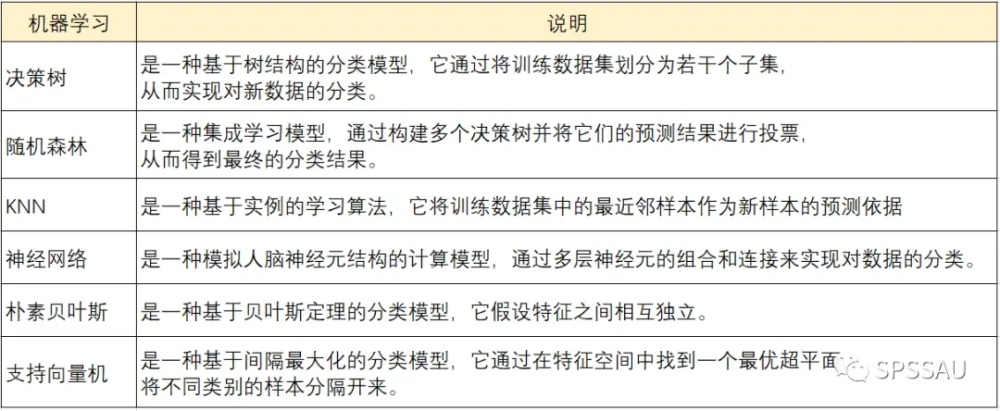 机器学习
说明
决策树
是一种基于树结构的分类模型，它通过将训练数据集划分为若干个子集，
从而实现对新数据的分类。
随机森林
是一种集成学习模型，通过构建多个决策树并将它们的预测结果进行投票，
从而得到最终的分类结果。
KNN
是一种基于实例的学习算法，它将训练数据集中的最近邻样本作为新样本的预测依据
神经网络
是一种模拟人脑神经元结构的计算模型，通过多层神经元的组合和连接来实现对数据的分类。
朴素贝叶斯
是一种基于贝叶斯定理的分类模型，它假设特征之间相互独立。
支持向量机
是一种基于间隔最大化的分类模型，它通过在特征空间中找到一个最优超平面
将不同类别的样本分隔开来。
SPSSAU